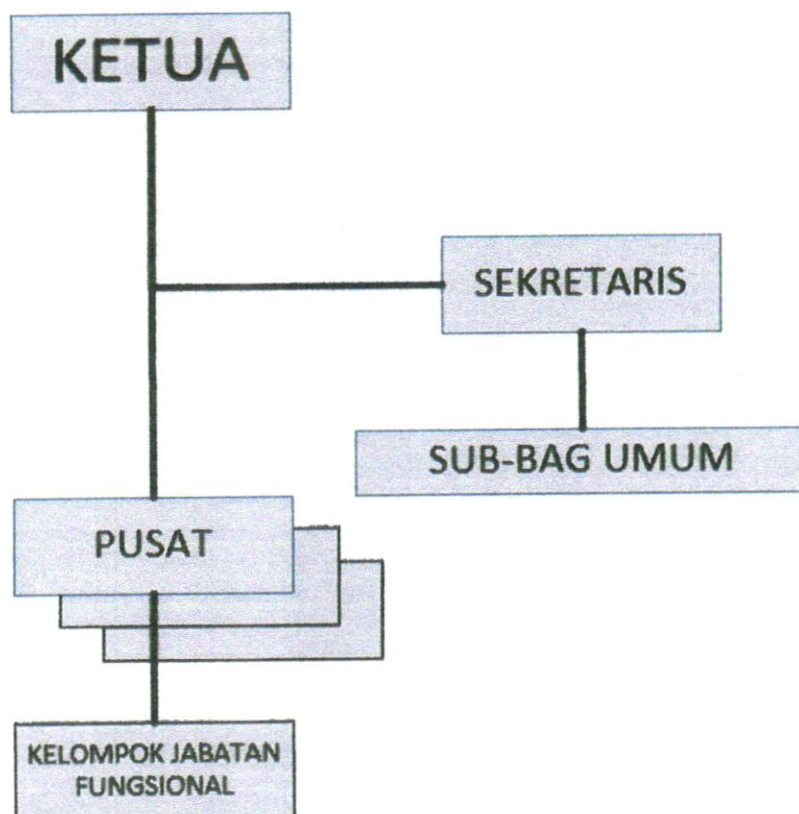 KETUA
SEKRETARIS
SUB-BAG UMUM
PUSAT
KELOMPOK JABATAN
FUNGSIONAL